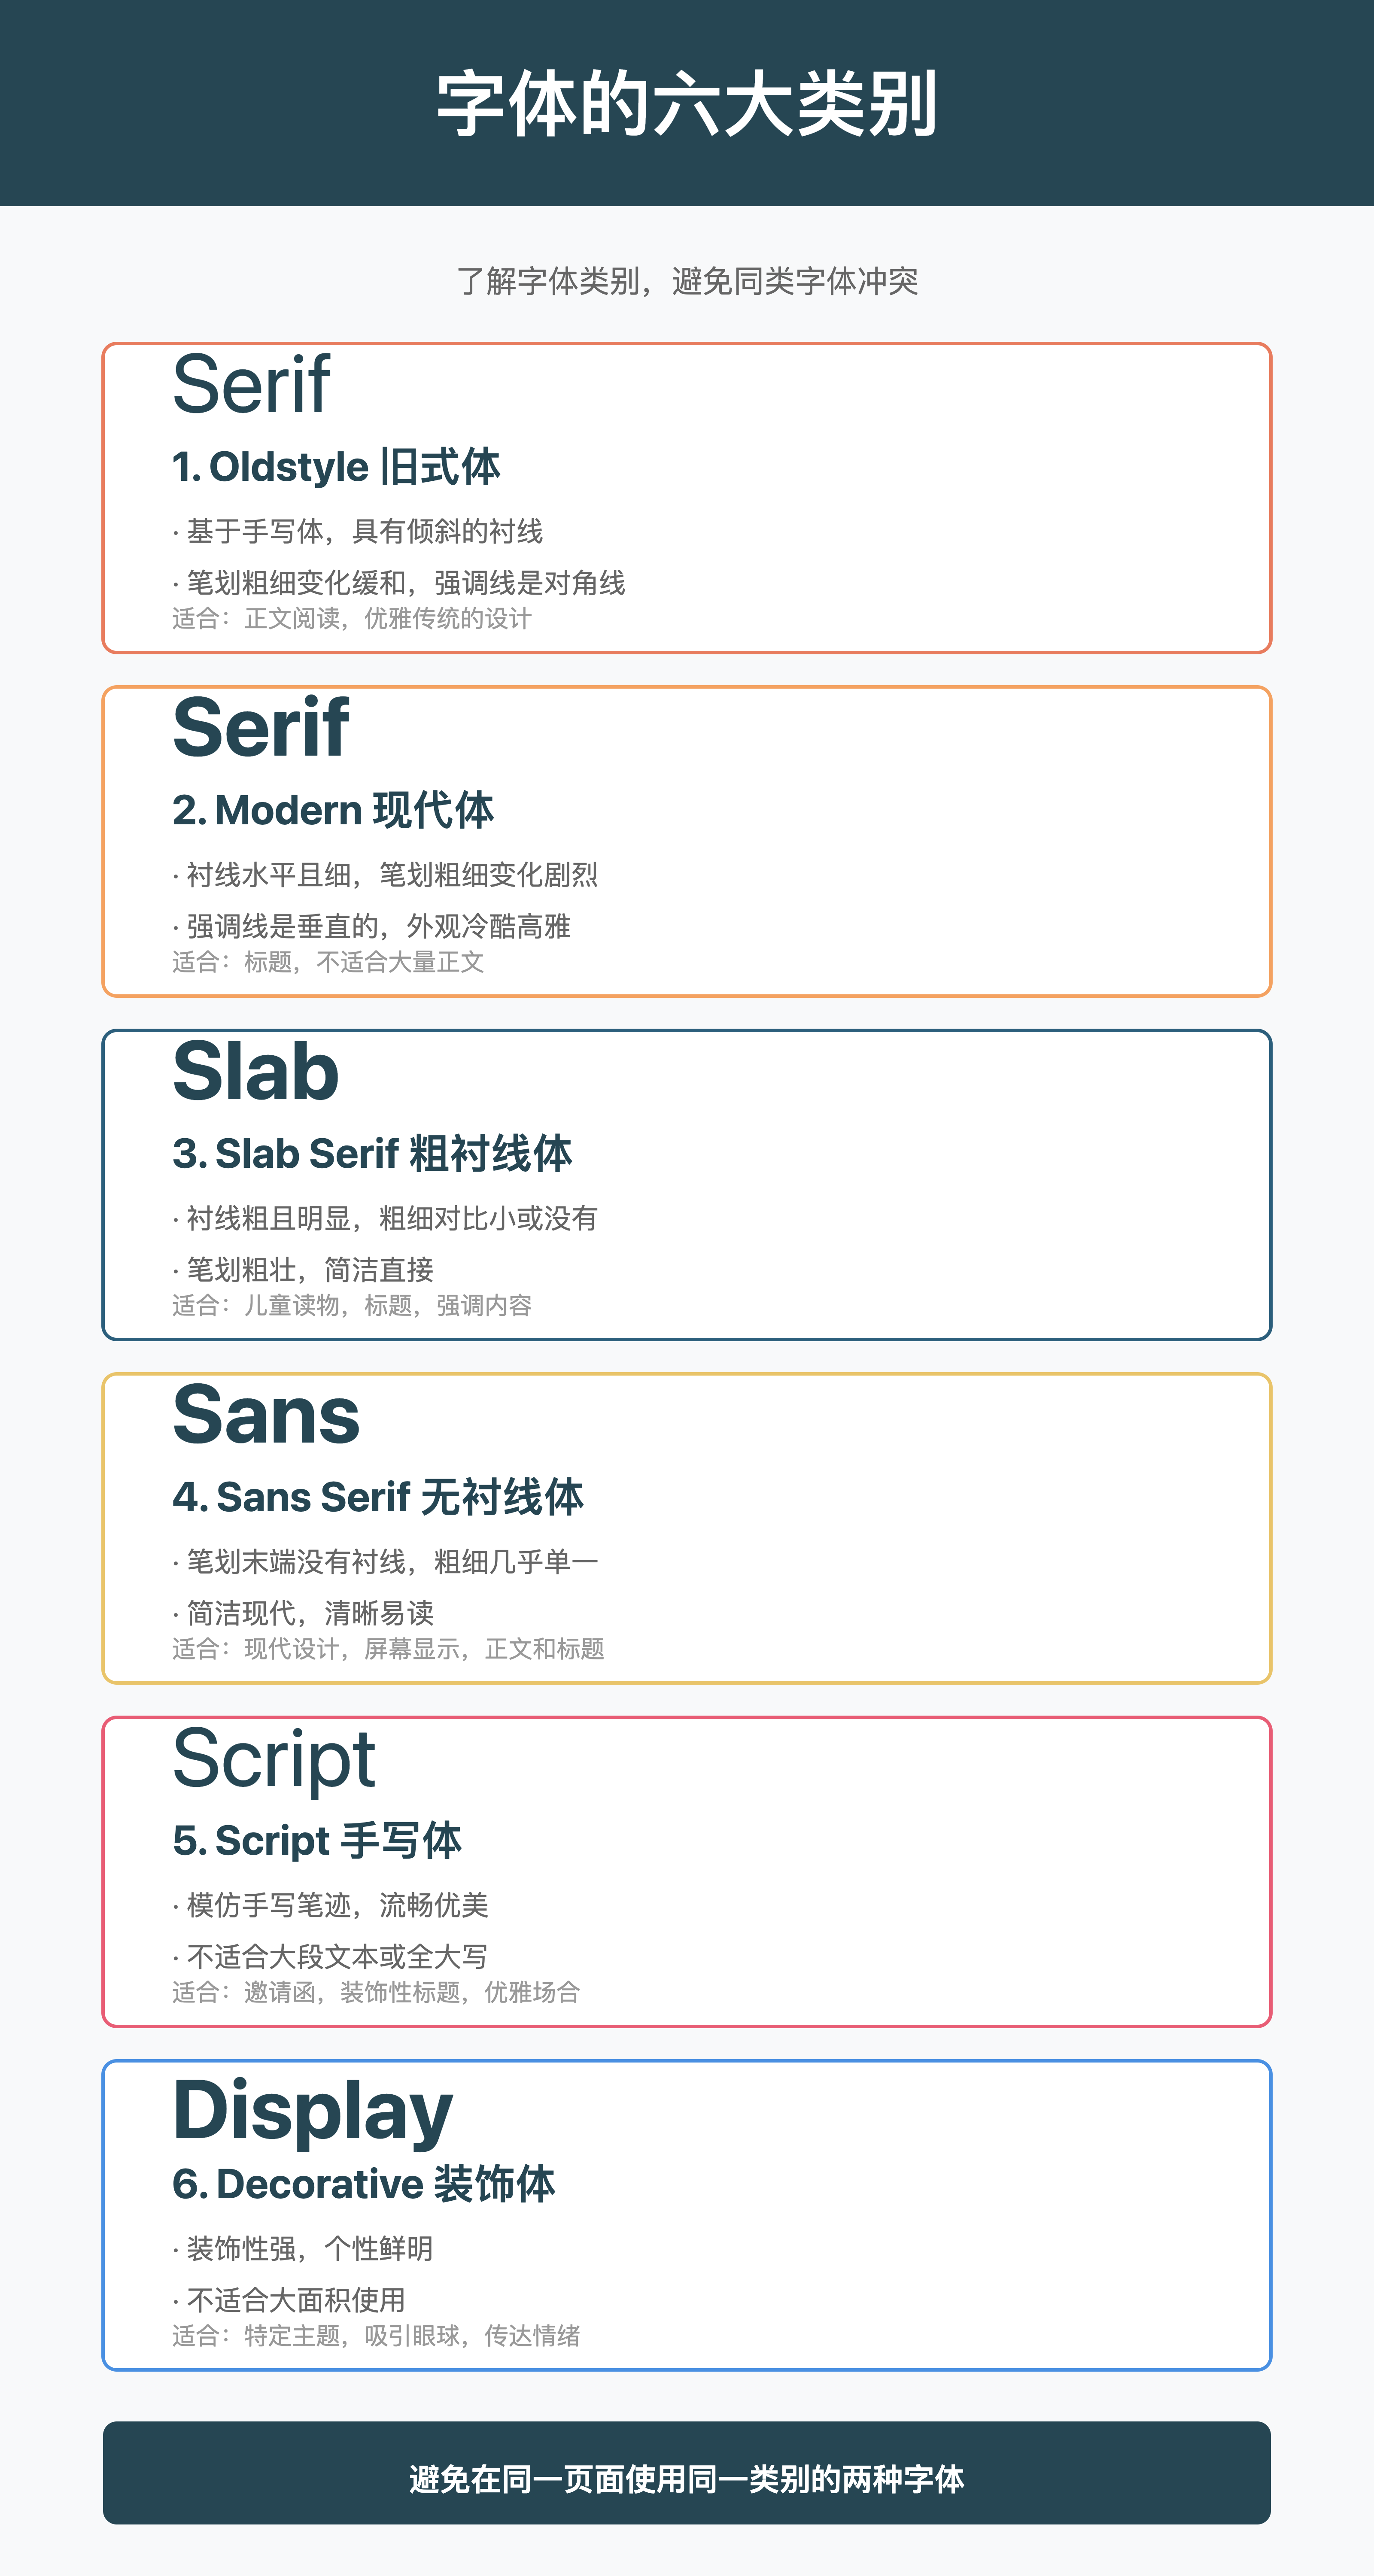 字体的六大类别
了解字体类别，避免同类字体冲突
Serif
1. Oldstyle 旧式体
· 基于手写体，具有倾斜的衬线
· 笔划粗细变化缓和，强调线是对角线
适合：正文阅读，优雅传统的设计
Serif
2. Modern 现代体
· 衬线水平且细，笔划粗细变化剧烈
· 强调线是垂直的，外观冷酷高雅
适合：标题，不适合大量正文
Slab
3. Slab Serif 粗衬线体
· 衬线粗且明显，粗细对比小或没有
· 笔划粗壮，简洁直接
适合：儿童读物，标题，强调内容
Sans
4. Sans Serif 无衬线体
· 笔划末端没有衬线，粗细几乎单一
· 简洁现代，清晰易读
适合：现代设计，屏幕显示，正文和标题
Script
5. Script 手写体
· 模仿手写笔迹，流畅优美
· 不适合大段文本或全大写
适合：邀请函，装饰性标题，优雅场合
Display
6. Decorative 装饰体
· 装饰性强，个性鲜明
· 不适合大面积使用
适合：特定主题，吸引眼球，传达情绪
避免在同一页面使用同一类别的两种字体